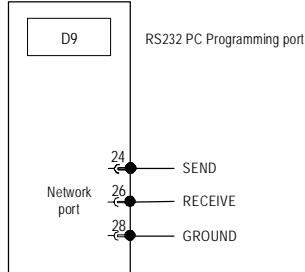 D9 RS232 PC Programming port
24 SEND
Network port
26 RECEIVE
28 GROUND